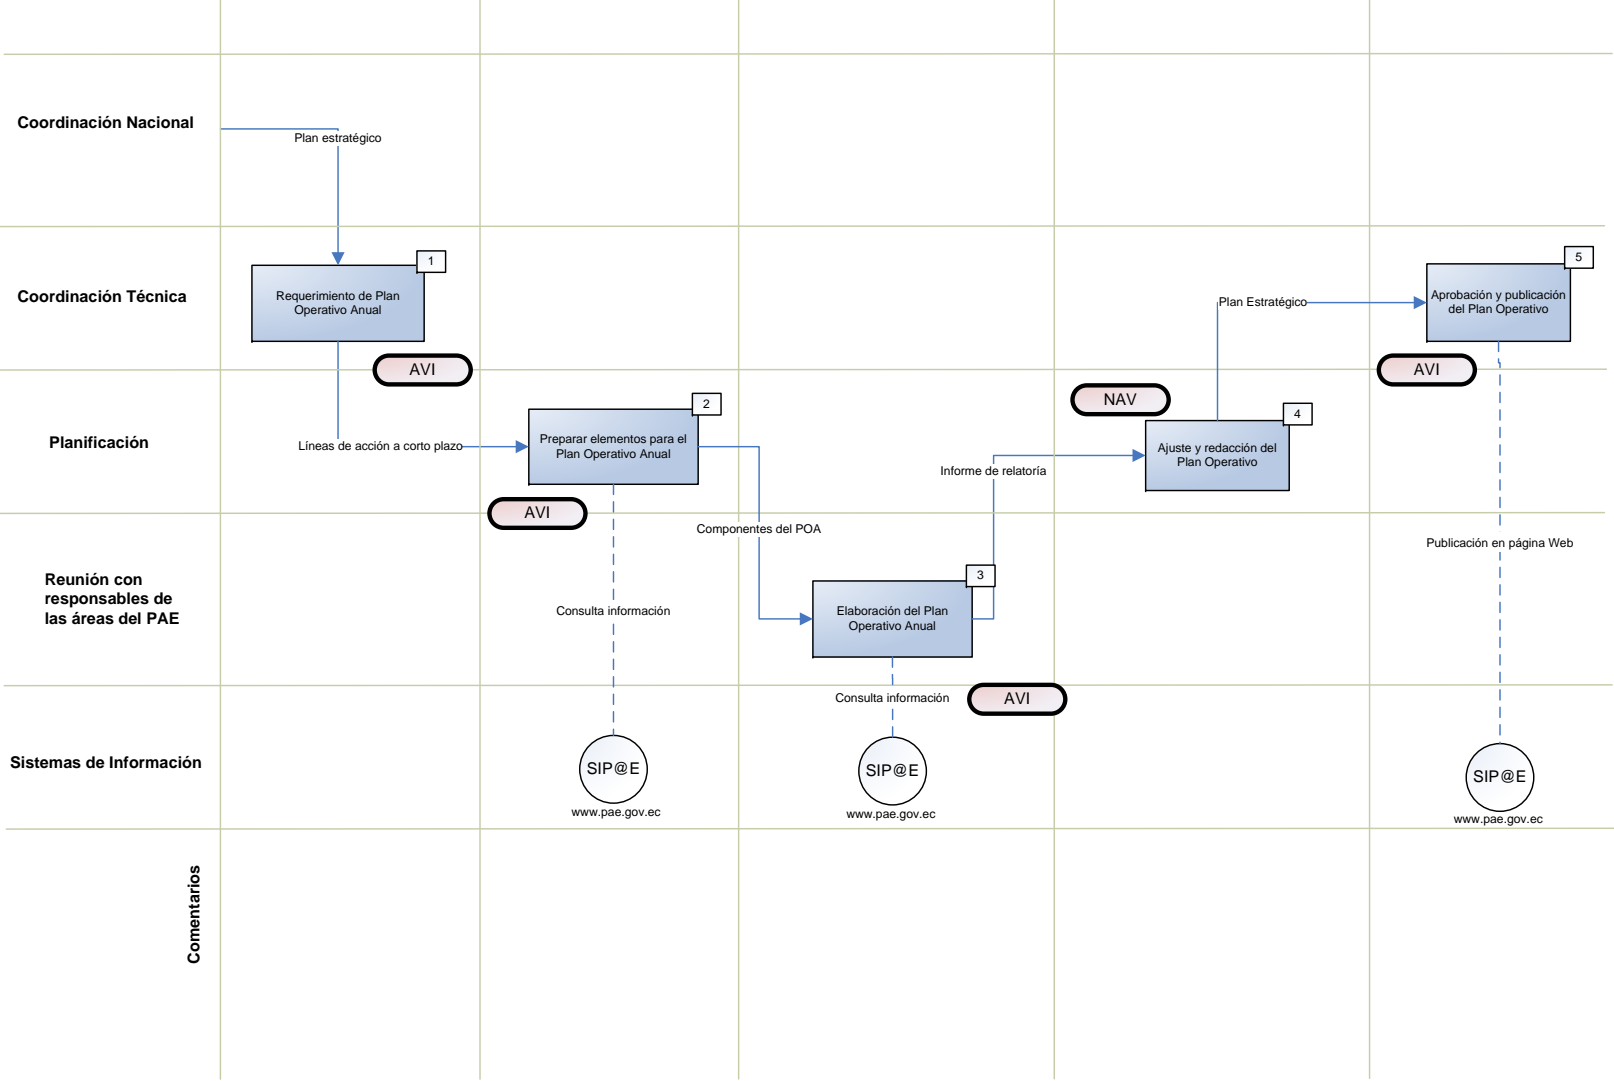 Coordinación Nacional
Plan estratégico
Coordinación Técnica
1
Requerimiento de Plan
Operativo Anual
AVI
Plan Estratégico
5
Aprobación y publicación
del Plan Operativo
AVI
Planificación
Líneas de acción a corto plazo
2
Preparar elementos para el
Plan Operativo Anual
AVI
NAV
4
Ajuste y redacción del
Plan Operativo
Informe de relatoría
Componentes del POA
Publicación en página Web
Reunión con
responsables de
las áreas del PAE
Consulta información
3
Elaboración del Plan
Operativo Anual
Consulta información
AVI
Sistemas de Información
SIP@E
www.pae.gov.ec
SIP@E
www.pae.gov.ec
SIP@E
www.pae.gov.ec
Comentarios